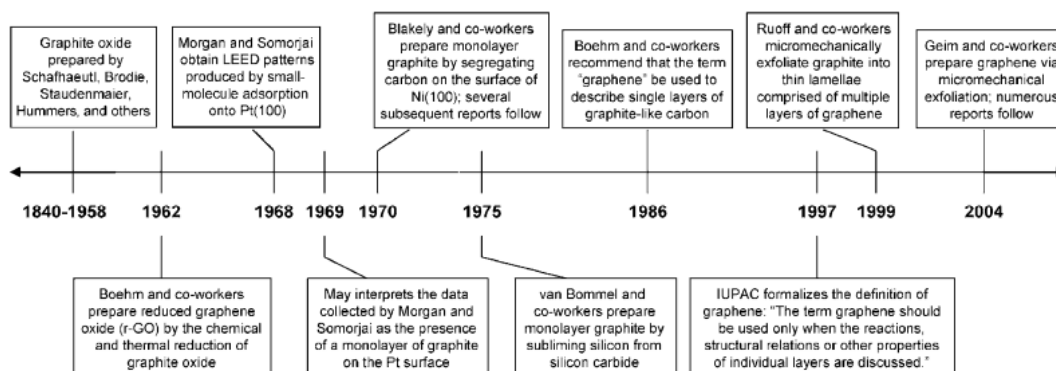 Graphite oxide
prepared by
Schafhaeutl, Brodie,
Staudenmaier,
Hummers, and others
Morgan and Somorjai
obtain LEED patterns
produced by small-
molecule adsorption
onto Pt(100)
Blakely and co-workers
prepare monolayer
graphite by segregating
carbon on the surface of
Ni(100); several
subsequent reports follow
Boehm and co-workers
recommend that the term
“graphene” be used to
describe single layers of
graphite-like carbon
Ruoff and co-workers
micromechanically
exfoliate graphite into
thin lamellae
comprised of multiple
layers of graphene
Geim and co-workers
prepare graphene via
micromechanical
exfoliation; numerous
reports follow
1840-1958
1962
1968
1969
1970
1975
1986
1997
1999
2004
Boehm and co-workers
prepare reduced graphene
oxide (r-GO) by the chemical
and thermal reduction of
graphite oxide
May interprets the data
collected by Morgan and
Somorjai as the presence
of a monolayer of graphite
on the Pt surface
van Bommel and
co-workers prepare
monolayer graphite by
subliming silicon from
silicon carbide
IUPAC formalizes the definition of
graphene: “The term graphene should
be used only when the reactions,
structural relations or other properties
of individual layers are discussed.”